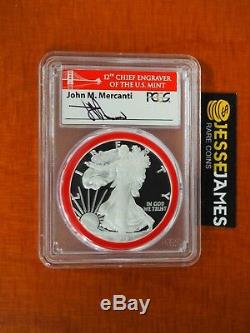 12TH CHIEF ENGRAVER
OF THE U.S. MINT
John M. Mercanti
PCGS
LIBERTY
IN GOD
WE TRUST
JESSE JAMES
RARE COINS